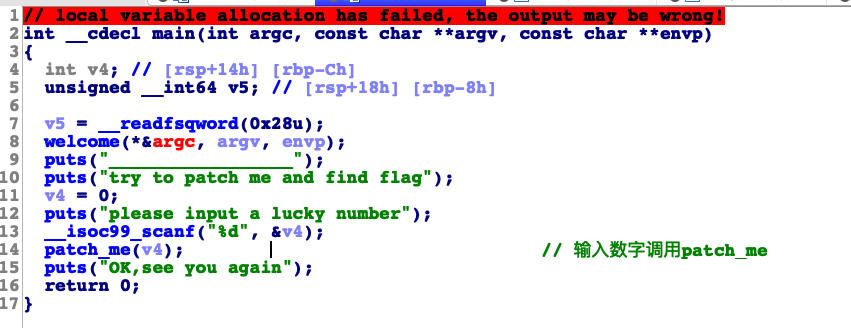 1 // local variable allocation has failed, the output may be wrong!
2 int __cdecl main(int argc, const char **argv, const char **envp)
3 {
4   int v4; // [rsp+14h] [rbp-Ch]
5   unsigned __int64 v5; // [rsp+18h] [rbp-8h]
6
7   v5 = __readfsqword(0x28u);
8   welcome(*&argc, argv, envp);
9   puts("___________________");
10   puts("try to patch me and find flag");
11   v4 = 0;
12   puts("please input a lucky number");
13   __isoc99_scanf("%d", &v4);
14   patch_me(v4); // 输入数字调用patch_me
15   puts("OK,see you again");
16   return 0;
17 }